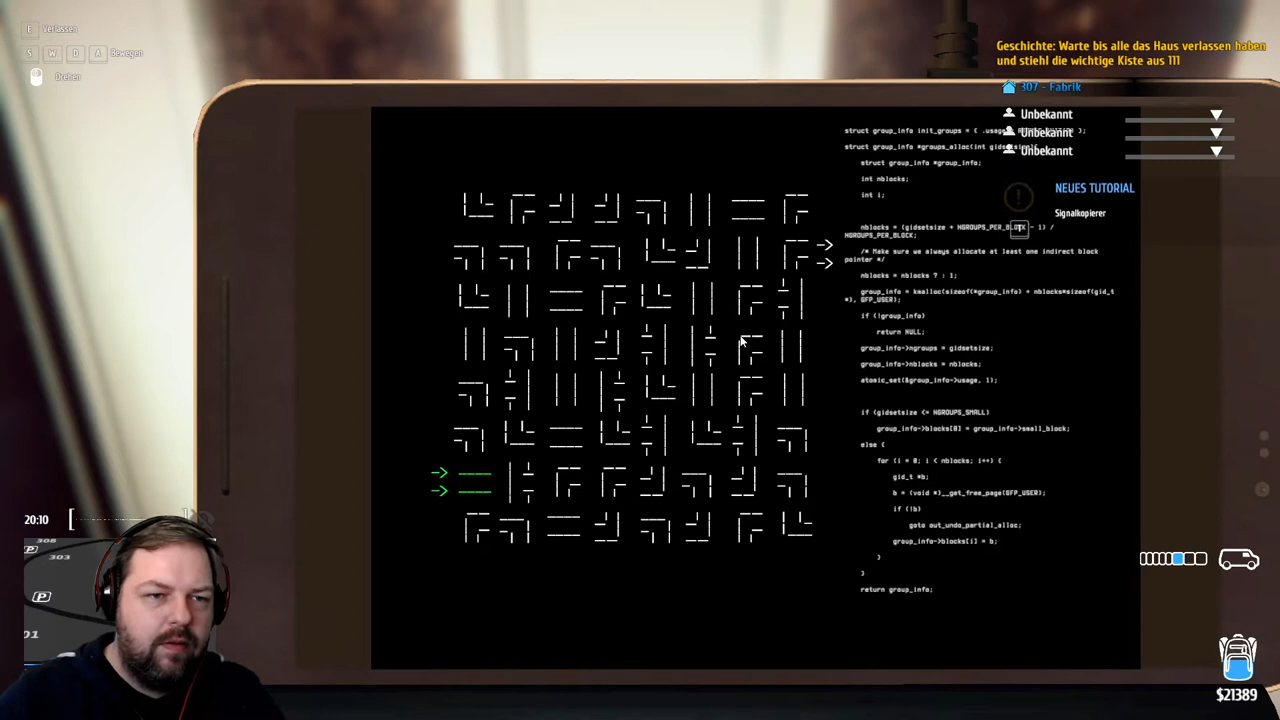 E Verlassen
S W D A Bewegen
Drehen
Geschichte: Warte bis alle das Haus verlassen haben
und stiehl die wichtige Kiste aus 111
307 - Fabrik
Unbekannt
Unbekannt
Unbekannt
NEUES TUTORIAL
Signalkopierer
T
struct group_info init_groups = { .usage
struct group_info *groups_alloc(int gidsetsize){
struct group_info *group_info;
int nblocks;
int i;
nblocks = (gidsetsize + NGROUPS_PER_BLOCK - 1) /
NGROUPS_PER_BLOCK;
/* Make sure we always allocate at least one indirect block
pointer */
nblocks = nblocks ? : 1;
group_info = kmalloc(sizeof(*group_info) + nblocks*sizeof(gid_t
*), GFP_USER);
if (!group_info)
return NULL;
group_info->ngroups = gidsetsize;
group_info->nblocks = nblocks;
atomic_set(&group_info->usage, 1);
if (gidsetsize <= NGROUPS_SMALL)
group_info->blocks[0] = group_info->small_block;
else {
for (i = 0; i < nblocks; i++) {
gid_t *b;
b = (void *)__get_free_page(GFP_USER);
if (!b)
goto out_undo_partial_alloc;
group_info->blocks[i] = b;
}
}
return group_info;
20:10
303
P
P
01
$21389